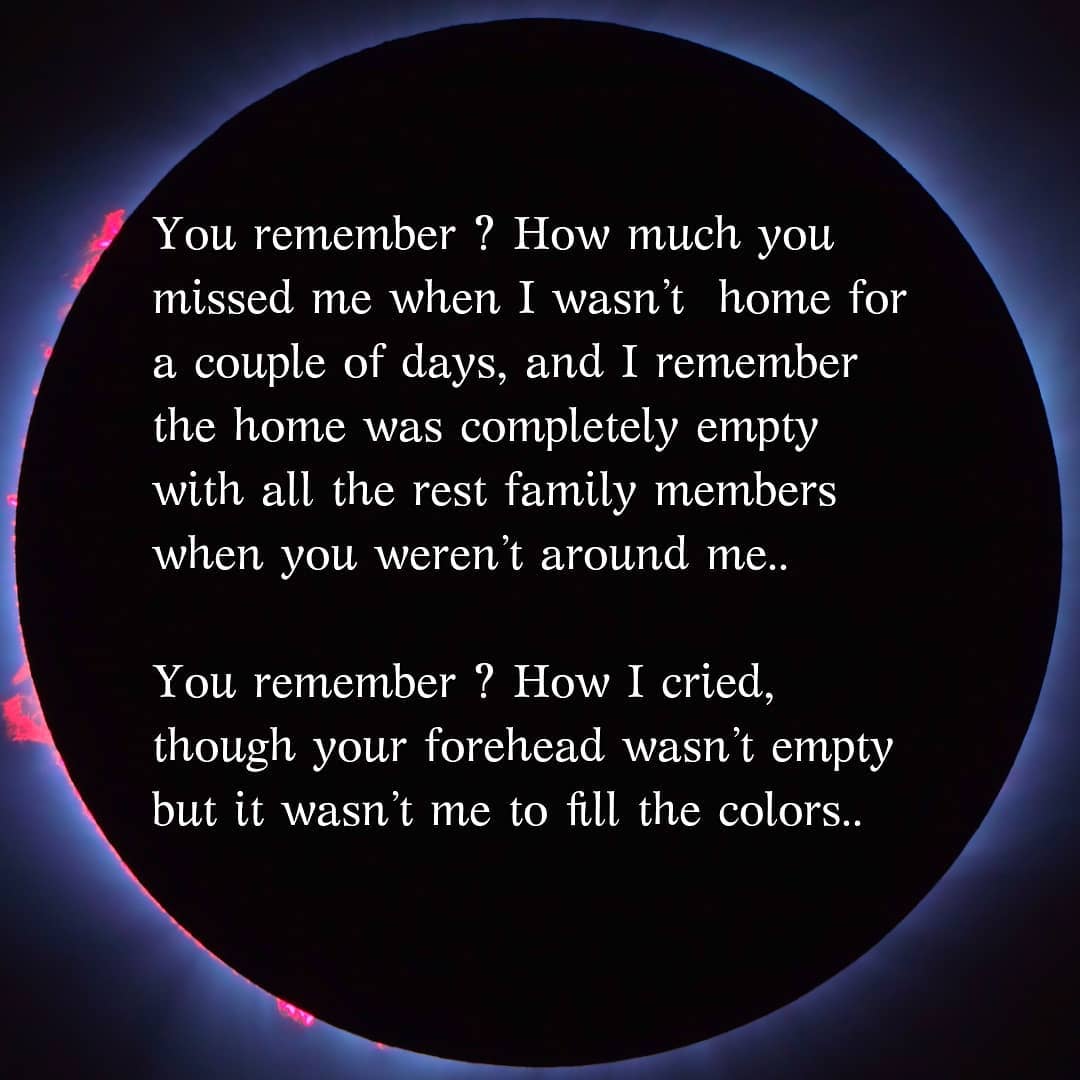 You remember ? How much you
missed me when I wasn’t  home for
a couple of days, and I remember
the home was completely empty
with all the rest family members
when you weren’t around me..
You remember ? How I cried,
though your forehead wasn’t empty
but it wasn’t me to fill the colors..